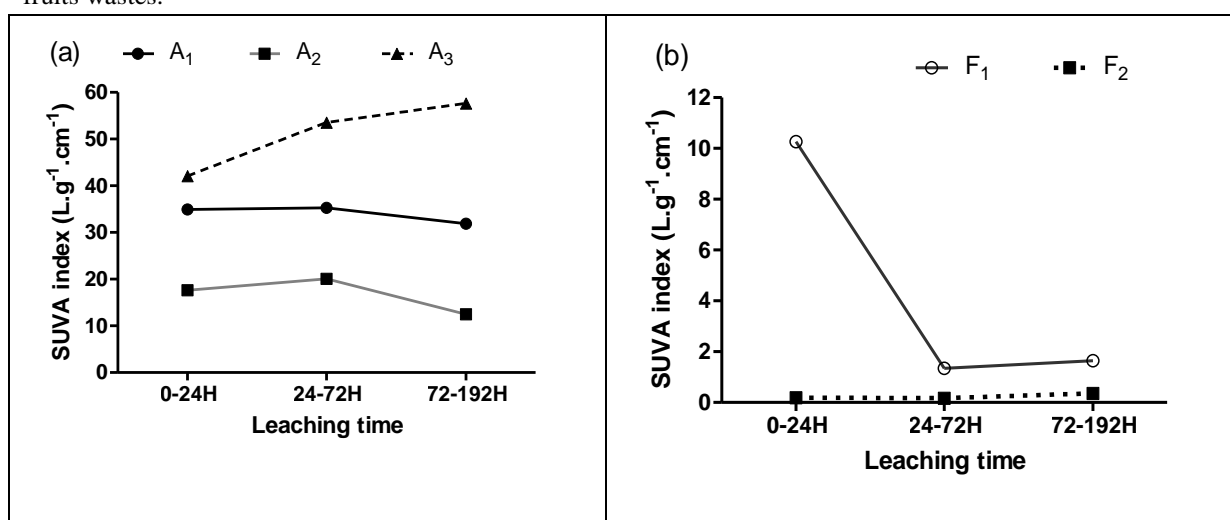 fruits wastes.
(a) A₁ A₂ A₃
SUVA index (L.g⁻¹.cm⁻¹)
60
50
40
30
20
10
0
0-24H 24-72H 72-192H
Leaching time
(b) F₁ F₂
SUVA index (L.g⁻¹.cm⁻¹)
12
10
8
6
4
2
0
0-24H 24-72H 72-192H
Leaching time